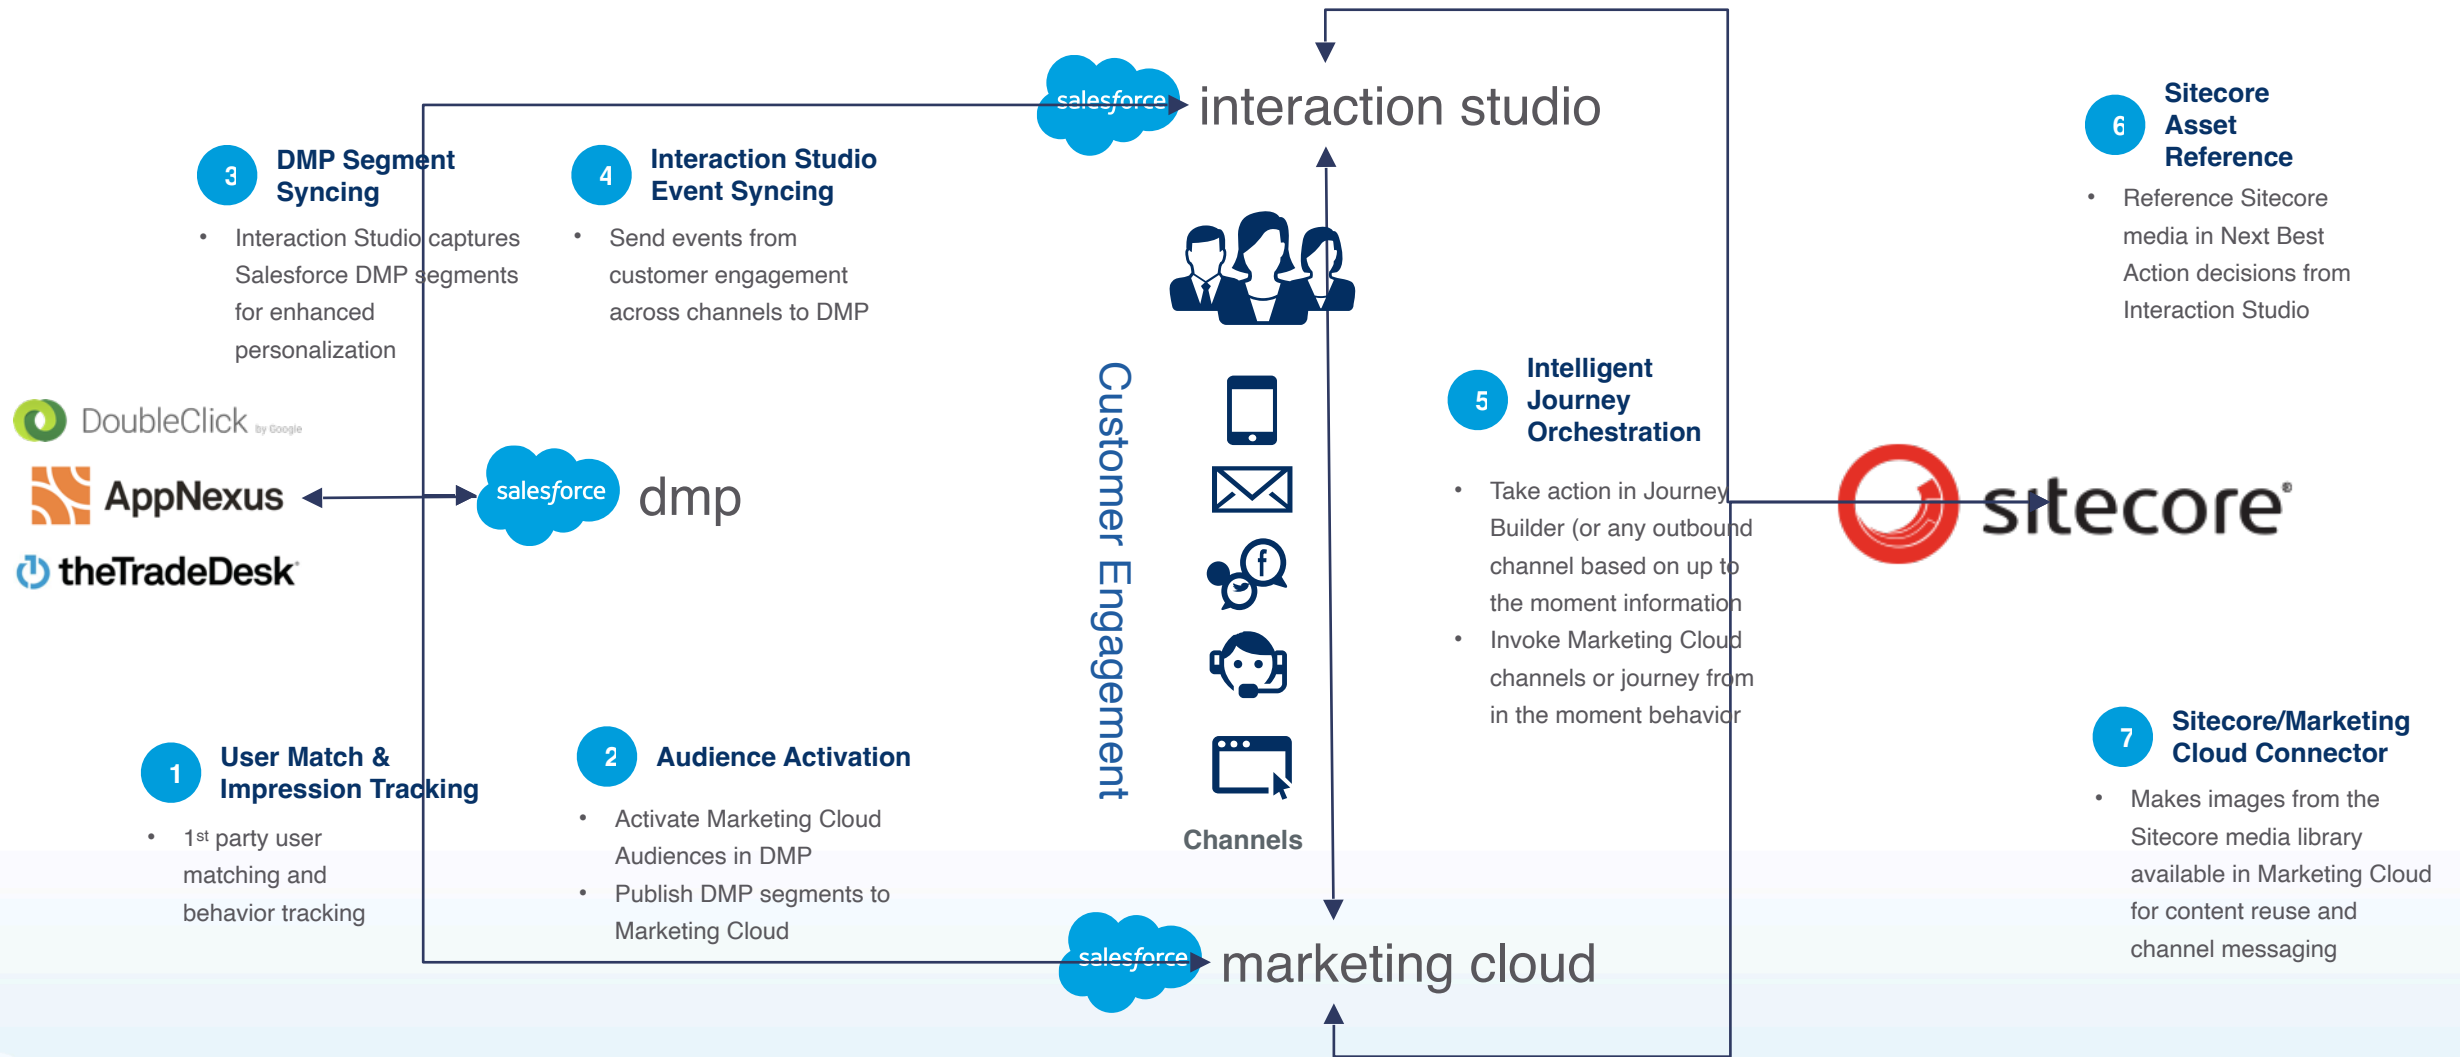 salesforce interaction studio
3
DMP Segment
Syncing
• Interaction Studio captures
Salesforce DMP segments
for enhanced
personalization
4
Interaction Studio
Event Syncing
• Send events from
customer engagement
across channels to DMP
6
Sitecore
Asset
Reference
• Reference Sitecore
media in Next Best
Action decisions from
Interaction Studio
DoubleClick by Google
AppNexus
theTradeDesk
salesforce dmp
Customer Engagement
5
Intelligent
Journey
Orchestration
• Take action in Journey
Builder (or any outbound
channel based on up to
the moment information
• Invoke Marketing Cloud
channels or journey from
in the moment behavior
sitecore®
1
User Match &
Impression Tracking
• 1st party user
matching and
behavior tracking
2
Audience Activation
• Activate Marketing Cloud
Audiences in DMP
• Publish DMP segments to
Marketing Cloud
Channels
7
Sitecore/Marketing
Cloud Connector
• Makes images from the
Sitecore media library
available in Marketing Cloud
for content reuse and
channel messaging
salesforce marketing cloud